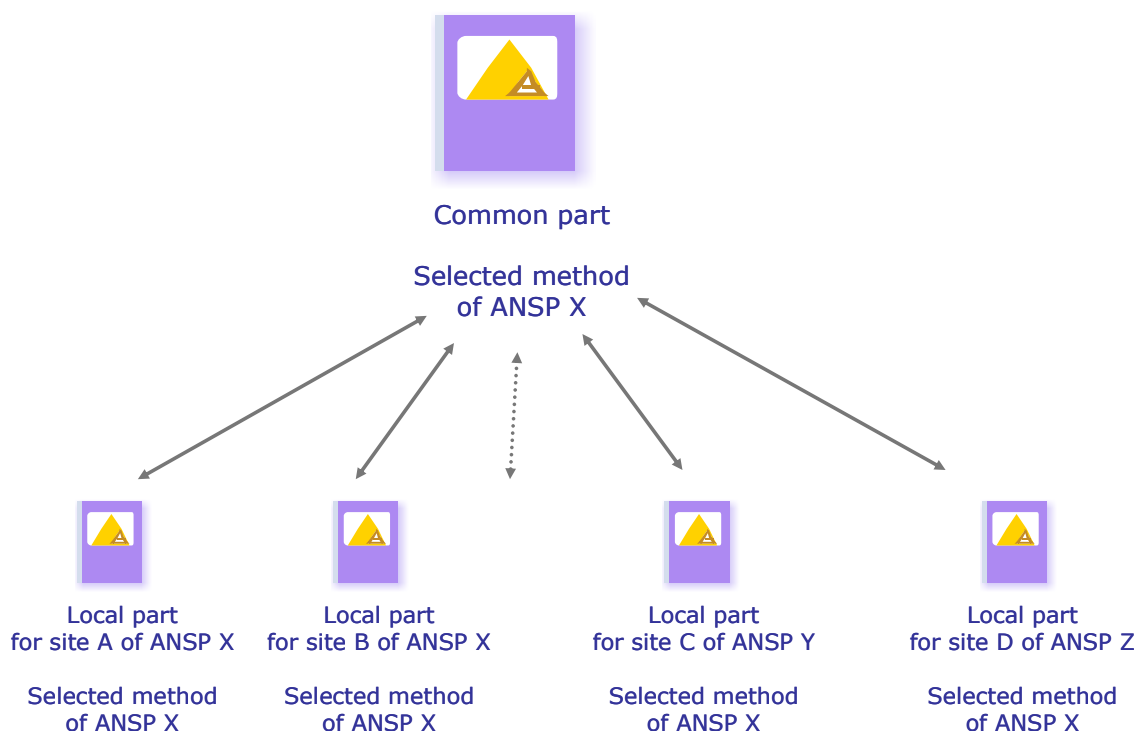 Common part
Selected method
of ANSP X
Local part
for site A of ANSP X
Selected method
of ANSP X
Local part
for site B of ANSP X
Selected method
of ANSP X
Local part
for site C of ANSP Y
Selected method
of ANSP X
Local part
for site D of ANSP Z
Selected method
of ANSP X